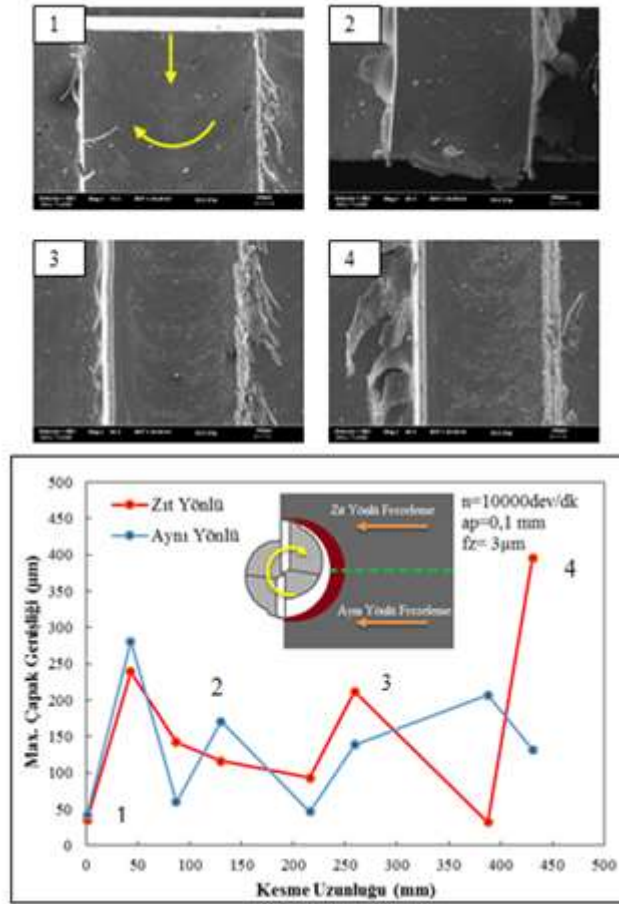 1
2
3
4
Zıt Yönlü
Aynı Yönlü
n=10000dev/dk
ap=0,1 mm
fz= 3µm
Zıt Yönlü Frezeleme
Aynı Yönlü Frezeleme
1
2
3
4
Max. Çapak Genişliği (µm)
500
450
400
350
300
250
200
150
100
50
0
0 50 100 150 200 250 300 350 400 450 500
Kesme Uzunluğu (mm)